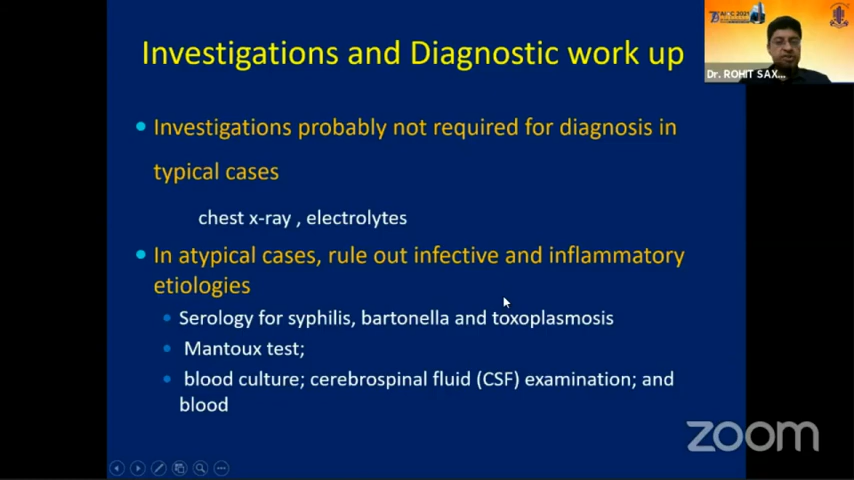 Investigations and Diagnostic work up
Investigations probably not required for diagnosis in
typical cases
chest x-ray , electrolytes
In atypical cases, rule out infective and inflammatory
etiologies
Serology for syphilis, bartonella and toxoplasmosis
Mantoux test;
blood culture; cerebrospinal fluid (CSF) examination; and
blood
Dr. ROHIT SAX...
2021
zoom